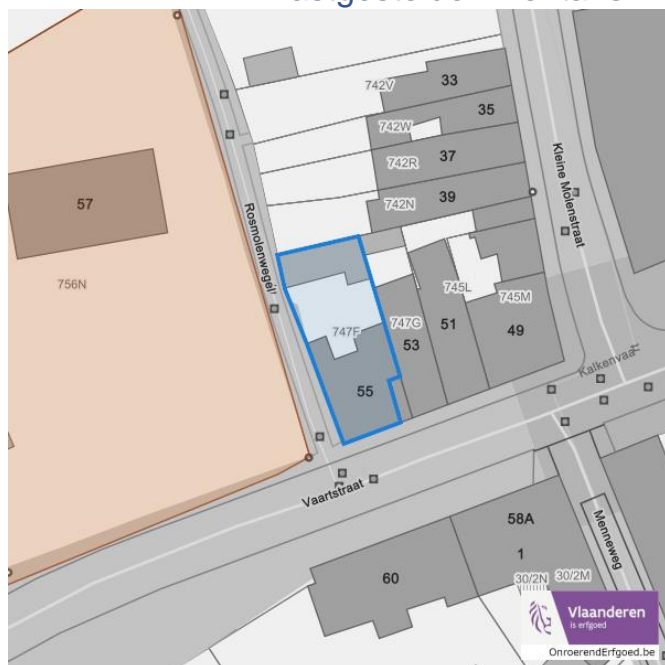 33
742V
35
742W
37
742R
39
742N
57
756N
Rosmolenwegel
Kleine Molenstraat
745L
745M
747F
747G
53
51
49
55
Kalkenvaart
Vaartstraat
58A
1
60
30/2N
30/2M
Menneweg
Vlaanderen
is erfgoed
OnroerendErfgoed.be